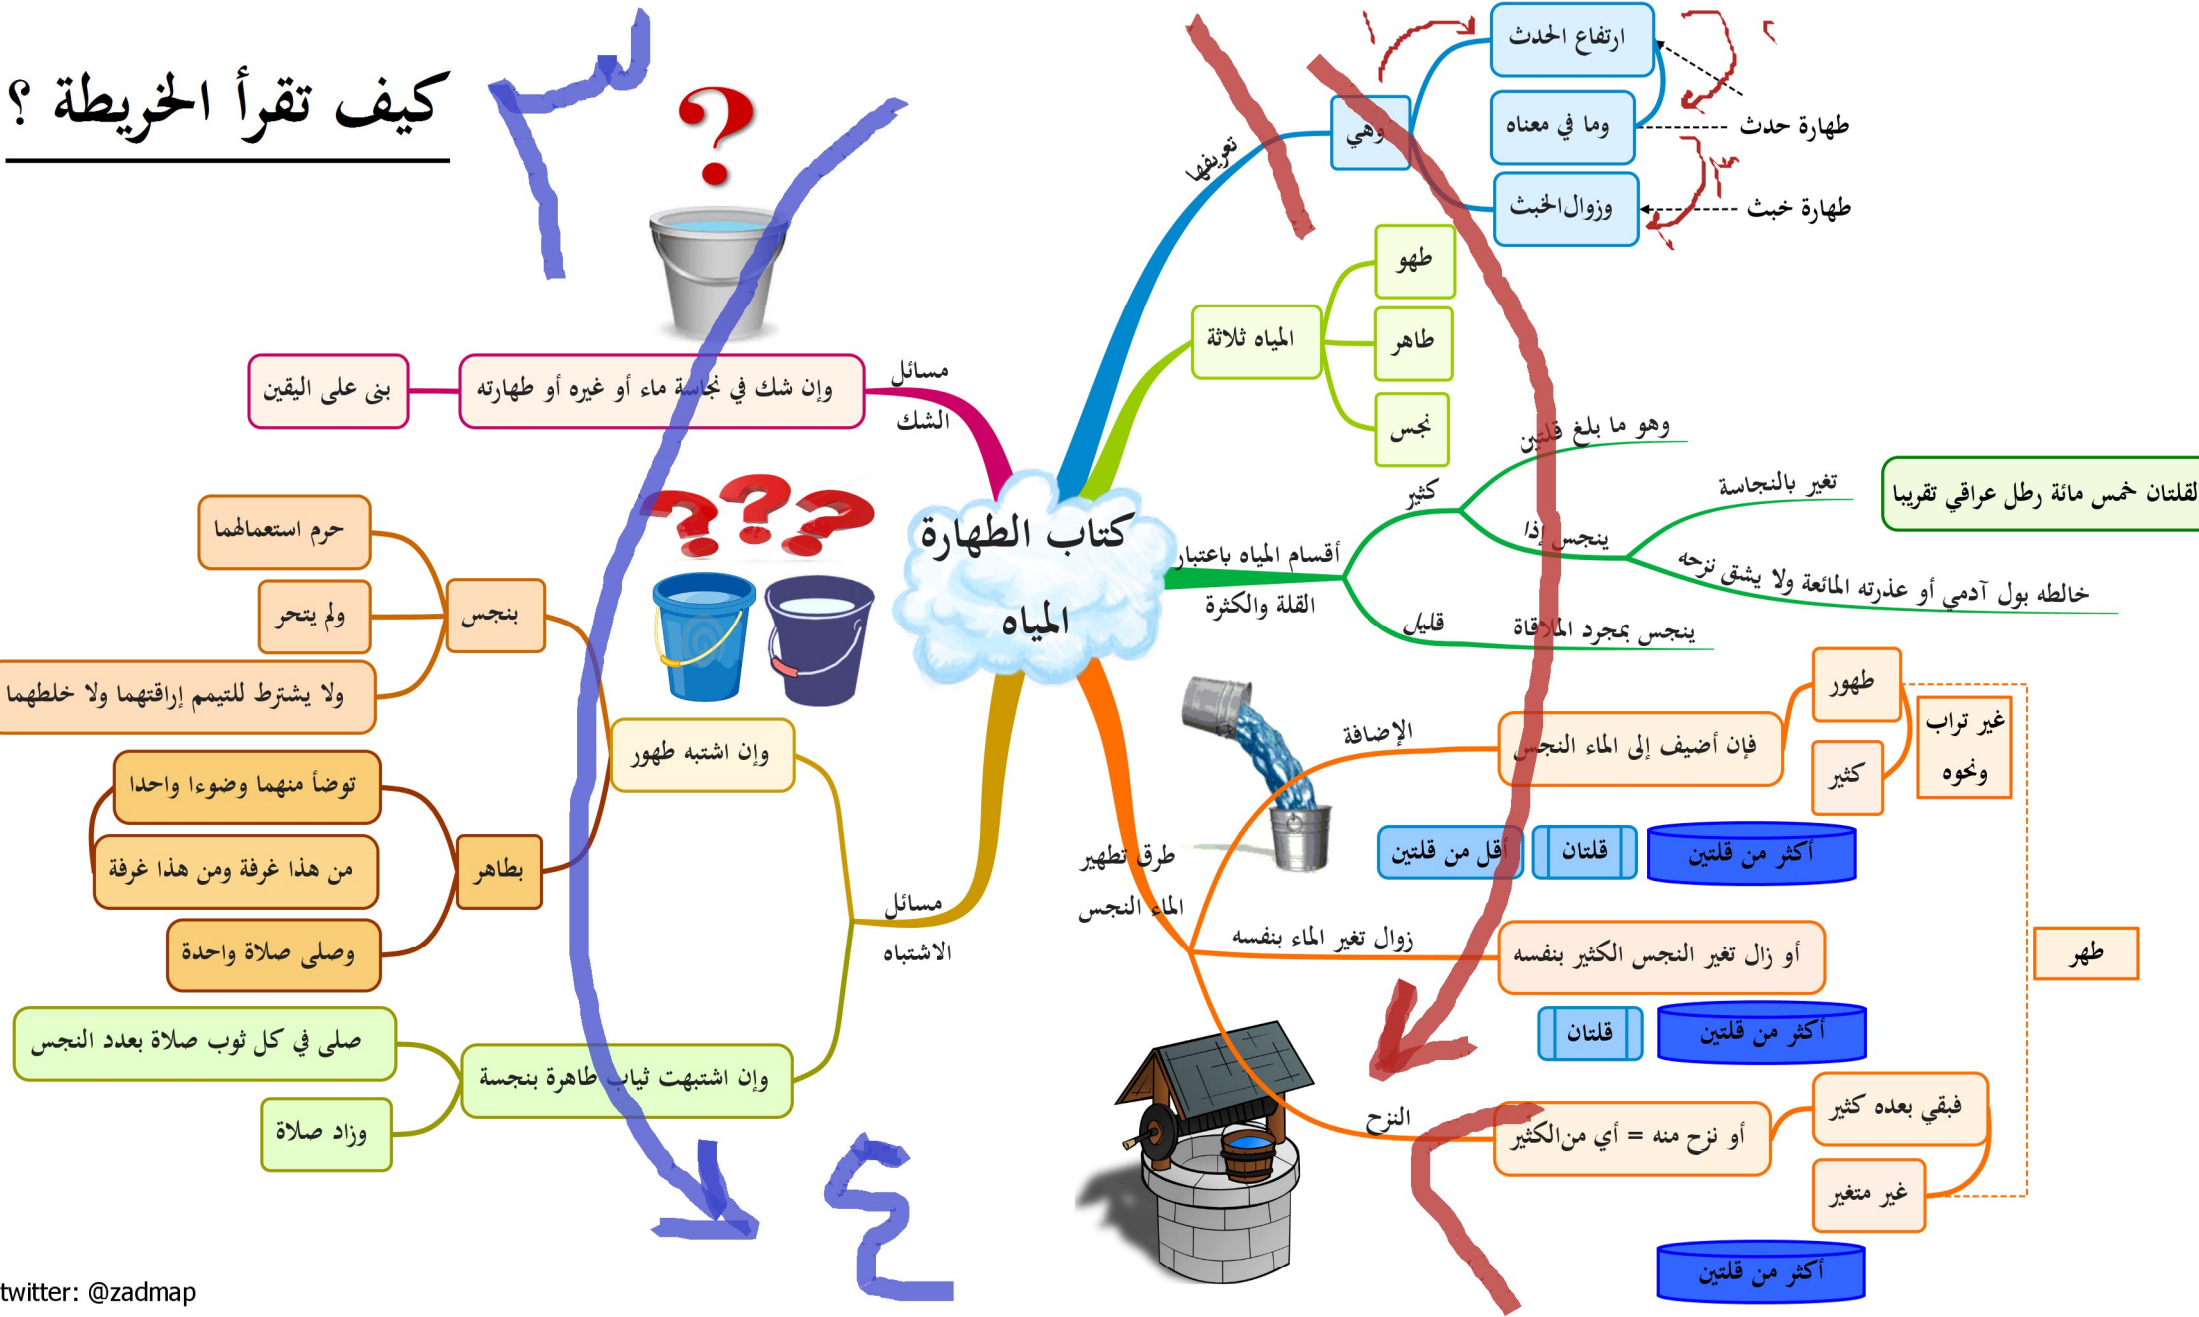 كيف تقرأ الخريطة ؟
كتاب الطهارة
المياه
تعريفها
وهي
ارتفاع الحدث
وما في معناه
وزوال الخبث
طهارة حدث
طهارة خبث
١
٢
٣
المياه ثلاثة
طهو
طاهر
نجس
أقسام المياه باعتبار
القلة والكثرة
كثير
وهو ما بلغ قلتين
ينجس إذا
تغير بالنجاسة
خالطه بول آدمي أو عذرته المائعة ولا يشق نزحه
لقلتان خمس مائة رطل عراقي تقريبا
قليل
ينجس بمجرد الملاقاة
طرق تطهير
الماء النجس
الإضافة
فإن أضيف إلى الماء النجس
طهور
كثير
غير تراب
ونحوه
أقل من قلتين
قلتان
أكثر من قلتين
زوال تغير الماء بنفسه
أو زال تغير النجس الكثير بنفسه
قلتان
أكثر من قلتين
طهر
النزح
أو نزح منه = أي من الكثير
فبقي بعده كثير
غير متغير
أكثر من قلتين
١
٢
٣
٤
مسائل
الشك
وإن شك في نجاسة ماء أو غيره أو طهارته
بنى على اليقين
مسائل
الاشتباه
وإن اشتبه طهور
بنجس
حرم استعمالهما
ولم يتحر
ولا يشترط للتيمم إراقتهما ولا خلطهما
بطاهر
توضأ منهما وضوءا واحدا
من هذا غرفة ومن هذا غرفة
وصلى صلاة واحدة
وإن اشتبهت ثياب طاهرة بنجسة
صلى في كل ثوب صلاة بعدد النجس
وزاد صلاة
twitter: @zadmap